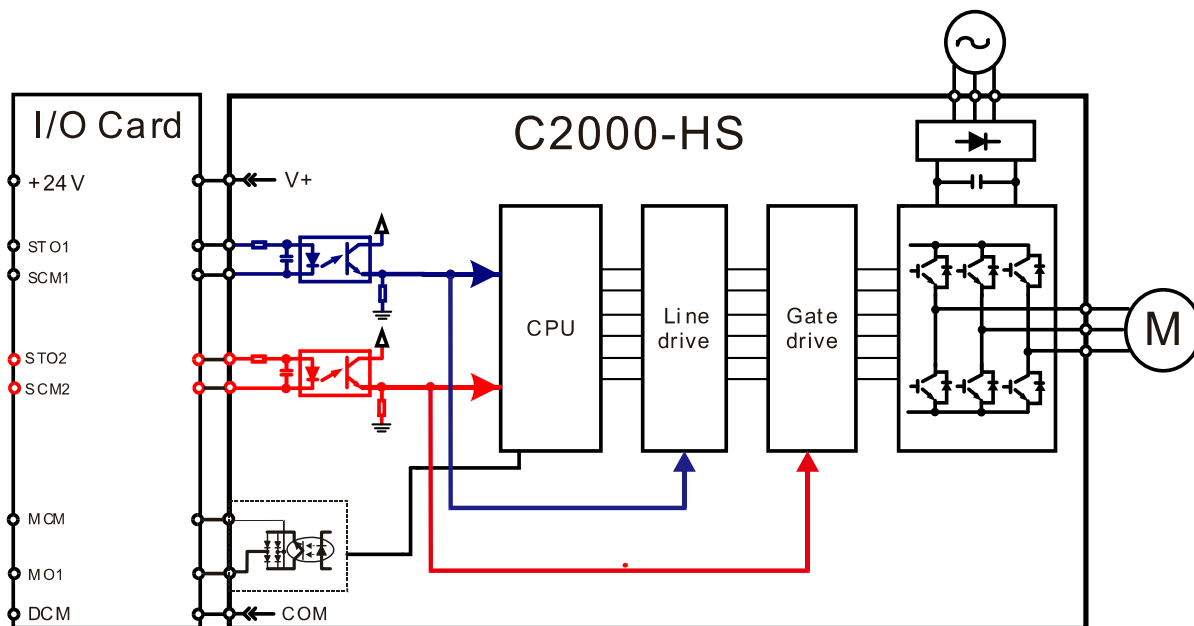 I/O Card
C2000-HS
+24V
V+
STO1
SCM1
STO2
SCM2
CPU
Line
drive
Gate
drive
M
MCM
MO1
DCM
COM